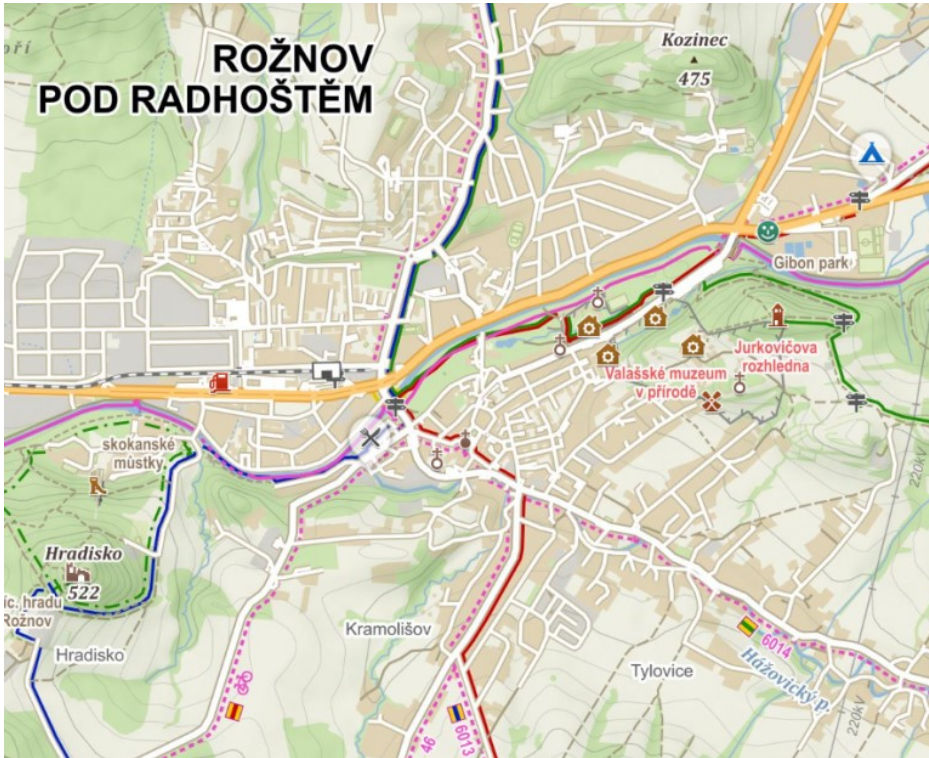 ROŽNOV
POD RADHOŠTĚM
Kozinec
475
Gibon park
Jurkovičova
rozhledna
Valašské muzeum
v přírodě
skokanské
můstky
220kV
Hradisko
522
íc. hradu
Rožnov
Hradisko
Kramolišov
Tylovice
6014
Hážovický p.
46
6013
220kV